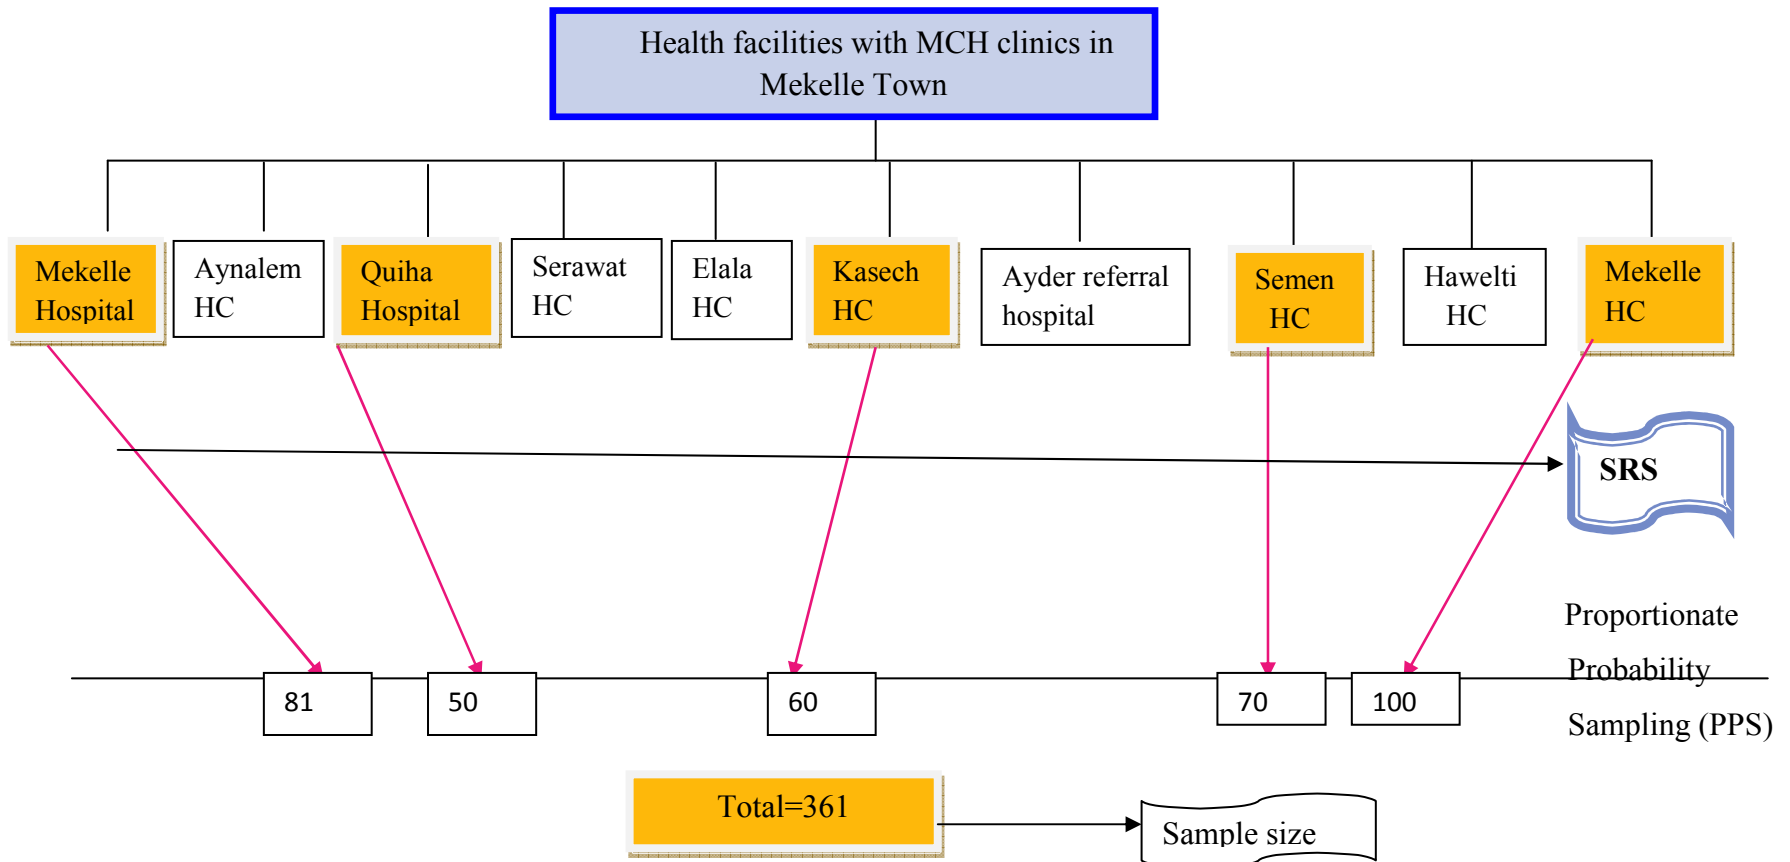 Health facilities with MCH clinics in
Mekelle Town
Mekelle
Hospital
Aynalem
HC
Quiha
Hospital
Serawat
HC
Elala
HC
Kasech
HC
Ayder referral
hospital
Semen
HC
Hawelti
HC
Mekelle
HC
SRS
Proportionate
Probability
Sampling (PPS)
81
50
60
70
100
Total=361
Sample size